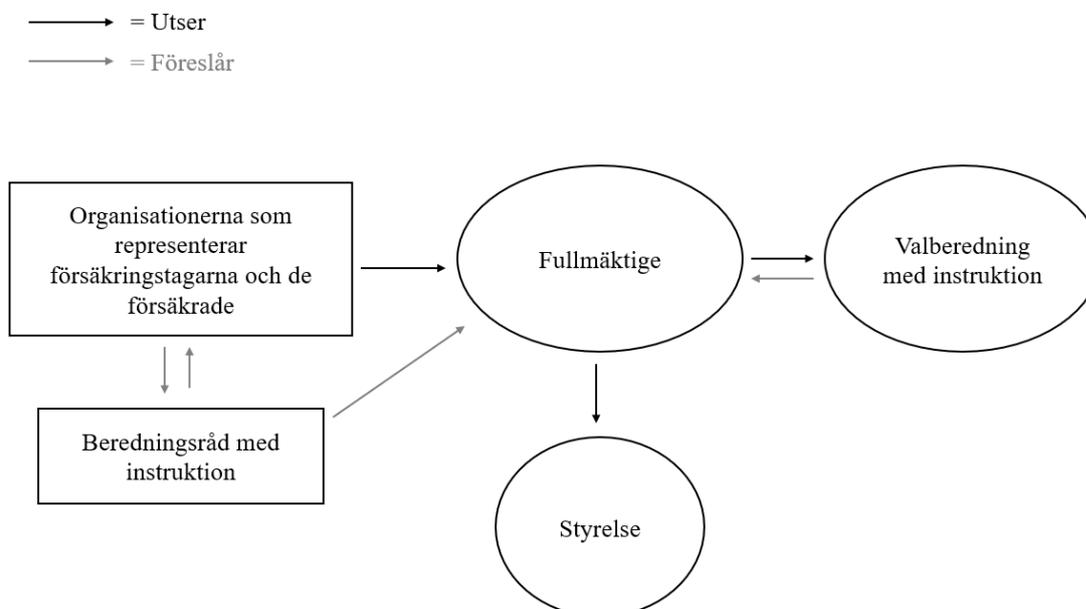 = Utser
= Föreslår
Organisationerna som
representerar
försäkringstagarna och de
försäkrade
Fullmäktige
Valberedning
med instruktion
Beredningsråd med
instruktion
Styrelse